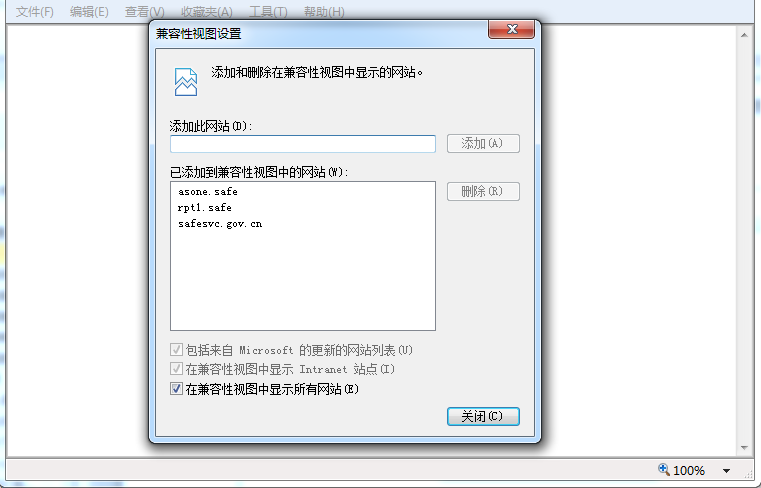 文件(F) 编辑(E) 查看(V) 收藏夹(A) 工具(T) 帮助(H)
兼容性视图设置
添加和删除在兼容性视图中显示的网站。
添加此网站(D):
添加(A)
已添加到兼容性视图中的网站(W):
asone.safe
删除(R)
rpt1.safe
safesvc.gov.cn
包括来自 Microsoft 的更新的网站列表(U)
在兼容性视图中显示 Intranet 站点(I)
在兼容性视图中显示所有网站(E)
关闭(C)
100%